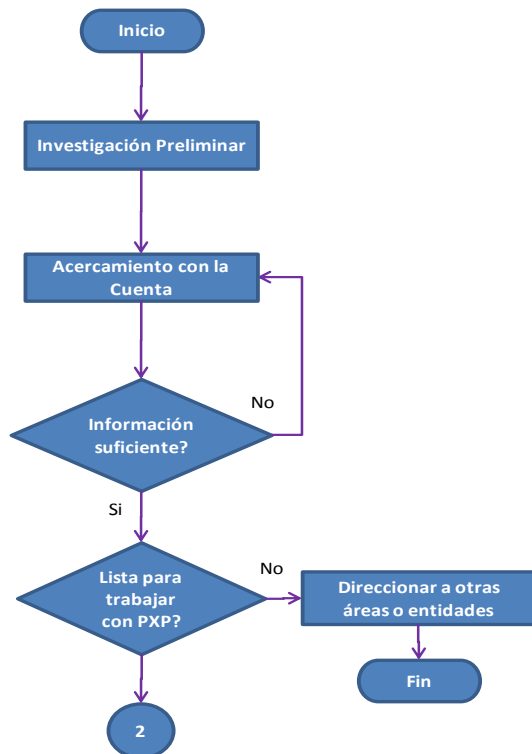 Inicio
Investigación Preliminar
Acercamiento con la
Cuenta
Información
suficiente?
No
Si
Lista para
trabajar
con PXP?
No
Direccionar a otras
áreas o entidades
Fin
2